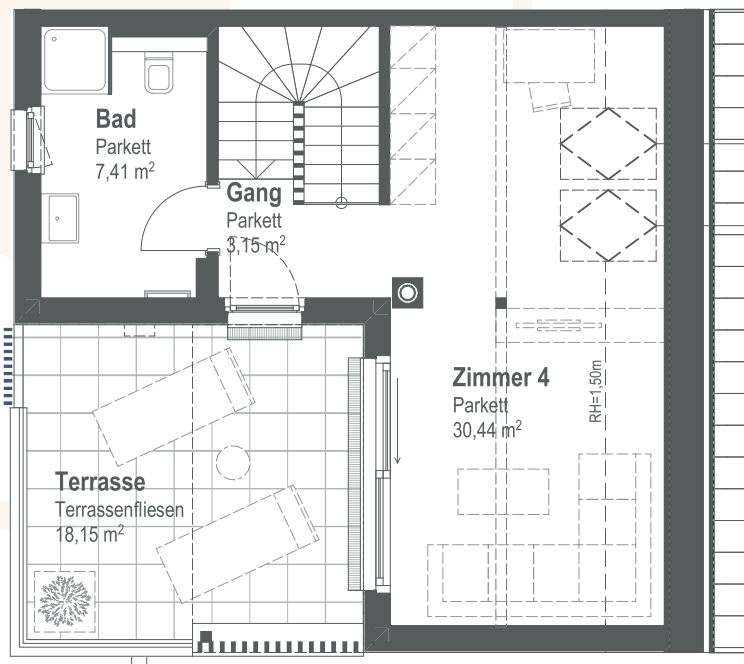 Bad
Parkett
7,41 m²
Gang
Parkett
3,15 m²
Zimmer 4
Parkett
30,44 m²
RH=1,50m
Terrasse
Terrassenfliesen
18,15 m²